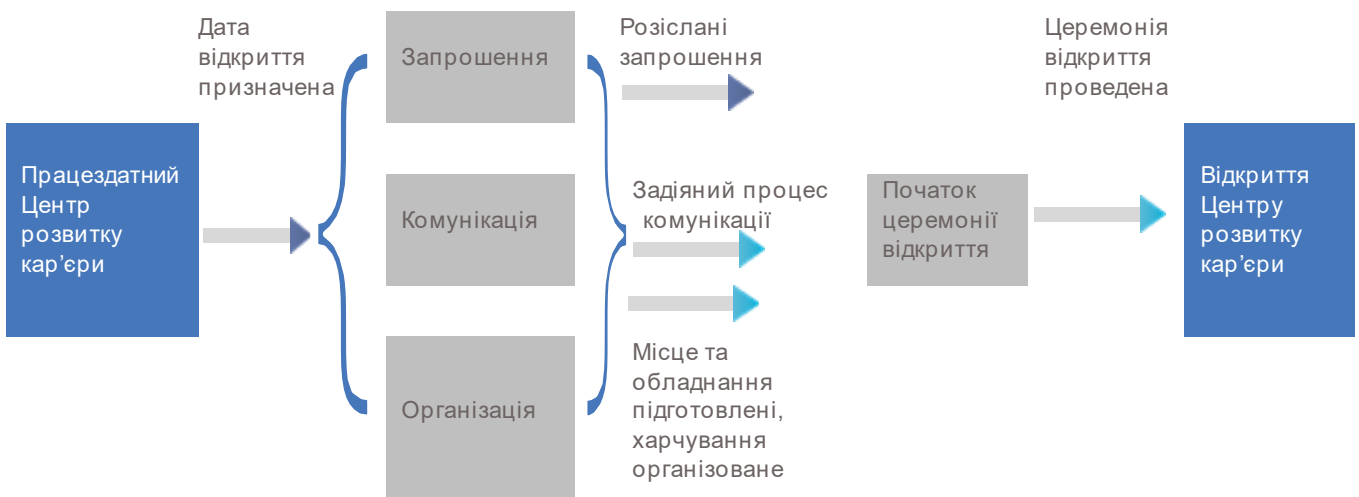 Працездатний
Центр
розвитку
кар’єри
Дата
відкриття
призначена
Запрошення
Комунікація
Організація
Розіслані
запрошення
Задіяний процес
комунікації
Місце та
обладнання
підготовлені,
харчування
організоване
Початок
церемонії
відкриття
Церемонія
відкриття
проведена
Відкриття
Центру
розвитку
кар’єри